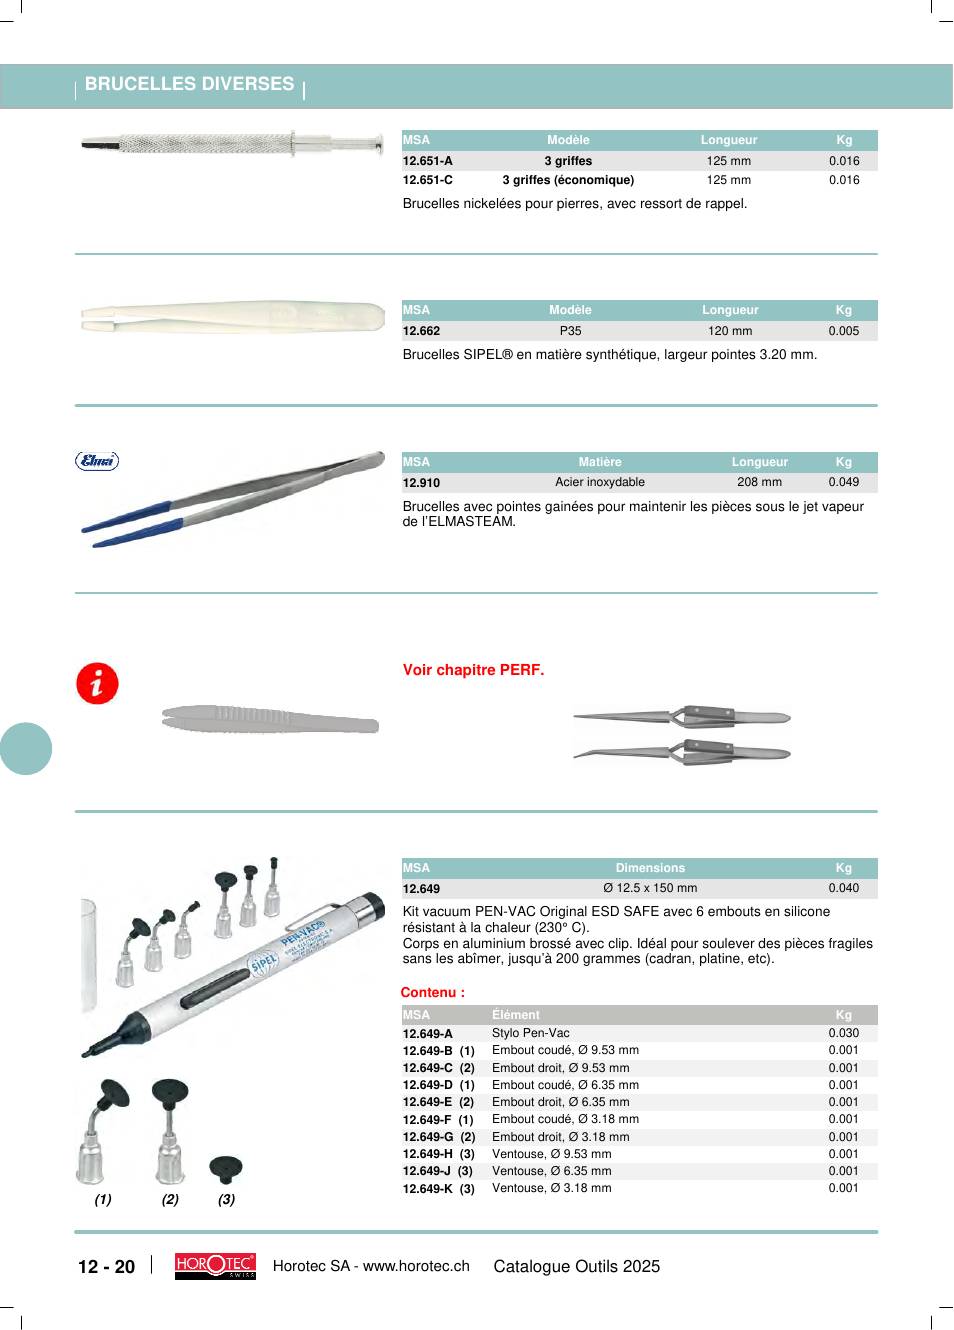 BRUCELLES DIVERSES
MSA Modèle Longueur Kg
12.651-A 3 griffes 125 mm 0.016
12.651-C 3 griffes (économique) 125 mm 0.016
Brucelles nickelées pour pierres, avec ressort de rappel.
MSA Modèle Longueur Kg
12.662 P35 120 mm 0.005
Brucelles SIPEL® en matière synthétique, largeur pointes 3.20 mm.
Elma
MSA Matière Longueur Kg
12.910 Acier inoxydable 208 mm 0.049
Brucelles avec pointes gainées pour maintenir les pièces sous le jet vapeur
de l'ELMASTEAM.
i
Voir chapitre PERF.
PEN-VAC®
SIPEL
MSA Dimensions Kg
12.649 Ø 12.5 x 150 mm 0.040
Kit vacuum PEN-VAC Original ESD SAFE avec 6 embouts en silicone
résistant à la chaleur (230° C).
Corps en aluminium brossé avec clip. Idéal pour soulever des pièces fragiles
sans les abîmer, jusqu'à 200 grammes (cadran, platine, etc).
Contenu :
MSA Élément Kg
12.649-A Stylo Pen-Vac 0.030
12.649-B (1) Embout coudé, Ø 9.53 mm 0.001
12.649-C (2) Embout droit, Ø 9.53 mm 0.001
12.649-D (1) Embout coudé, Ø 6.35 mm 0.001
12.649-E (2) Embout droit, Ø 6.35 mm 0.001
12.649-F (1) Embout coudé, Ø 3.18 mm 0.001
12.649-G (2) Embout droit, Ø 3.18 mm 0.001
12.649-H (3) Ventouse, Ø 9.53 mm 0.001
12.649-J (3) Ventouse, Ø 6.35 mm 0.001
12.649-K (3) Ventouse, Ø 3.18 mm 0.001
(1) (2) (3)
12 - 20
HOROTEC®
SWISS
Horotec SA - www.horotec.ch Catalogue Outils 2025